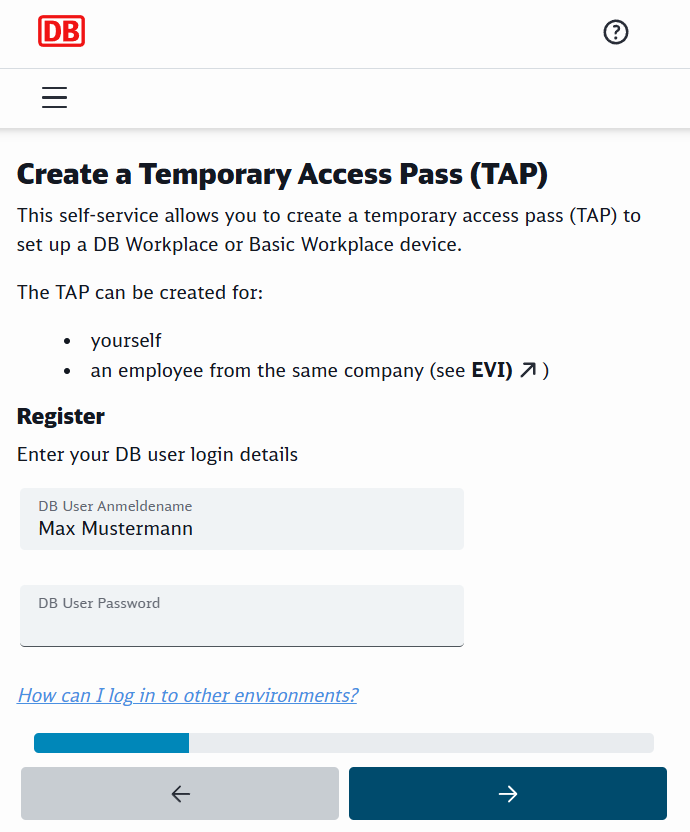 DB
Create a Temporary Access Pass (TAP)
This self-service allows you to create a temporary access pass (TAP) to
set up a DB Workplace or Basic Workplace device.
The TAP can be created for:
• yourself
• an employee from the same company (see EVI) )
Register
Enter your DB user login details
DB User Anmeldename
Max Mustermann
DB User Password
How can I log in to other environments?